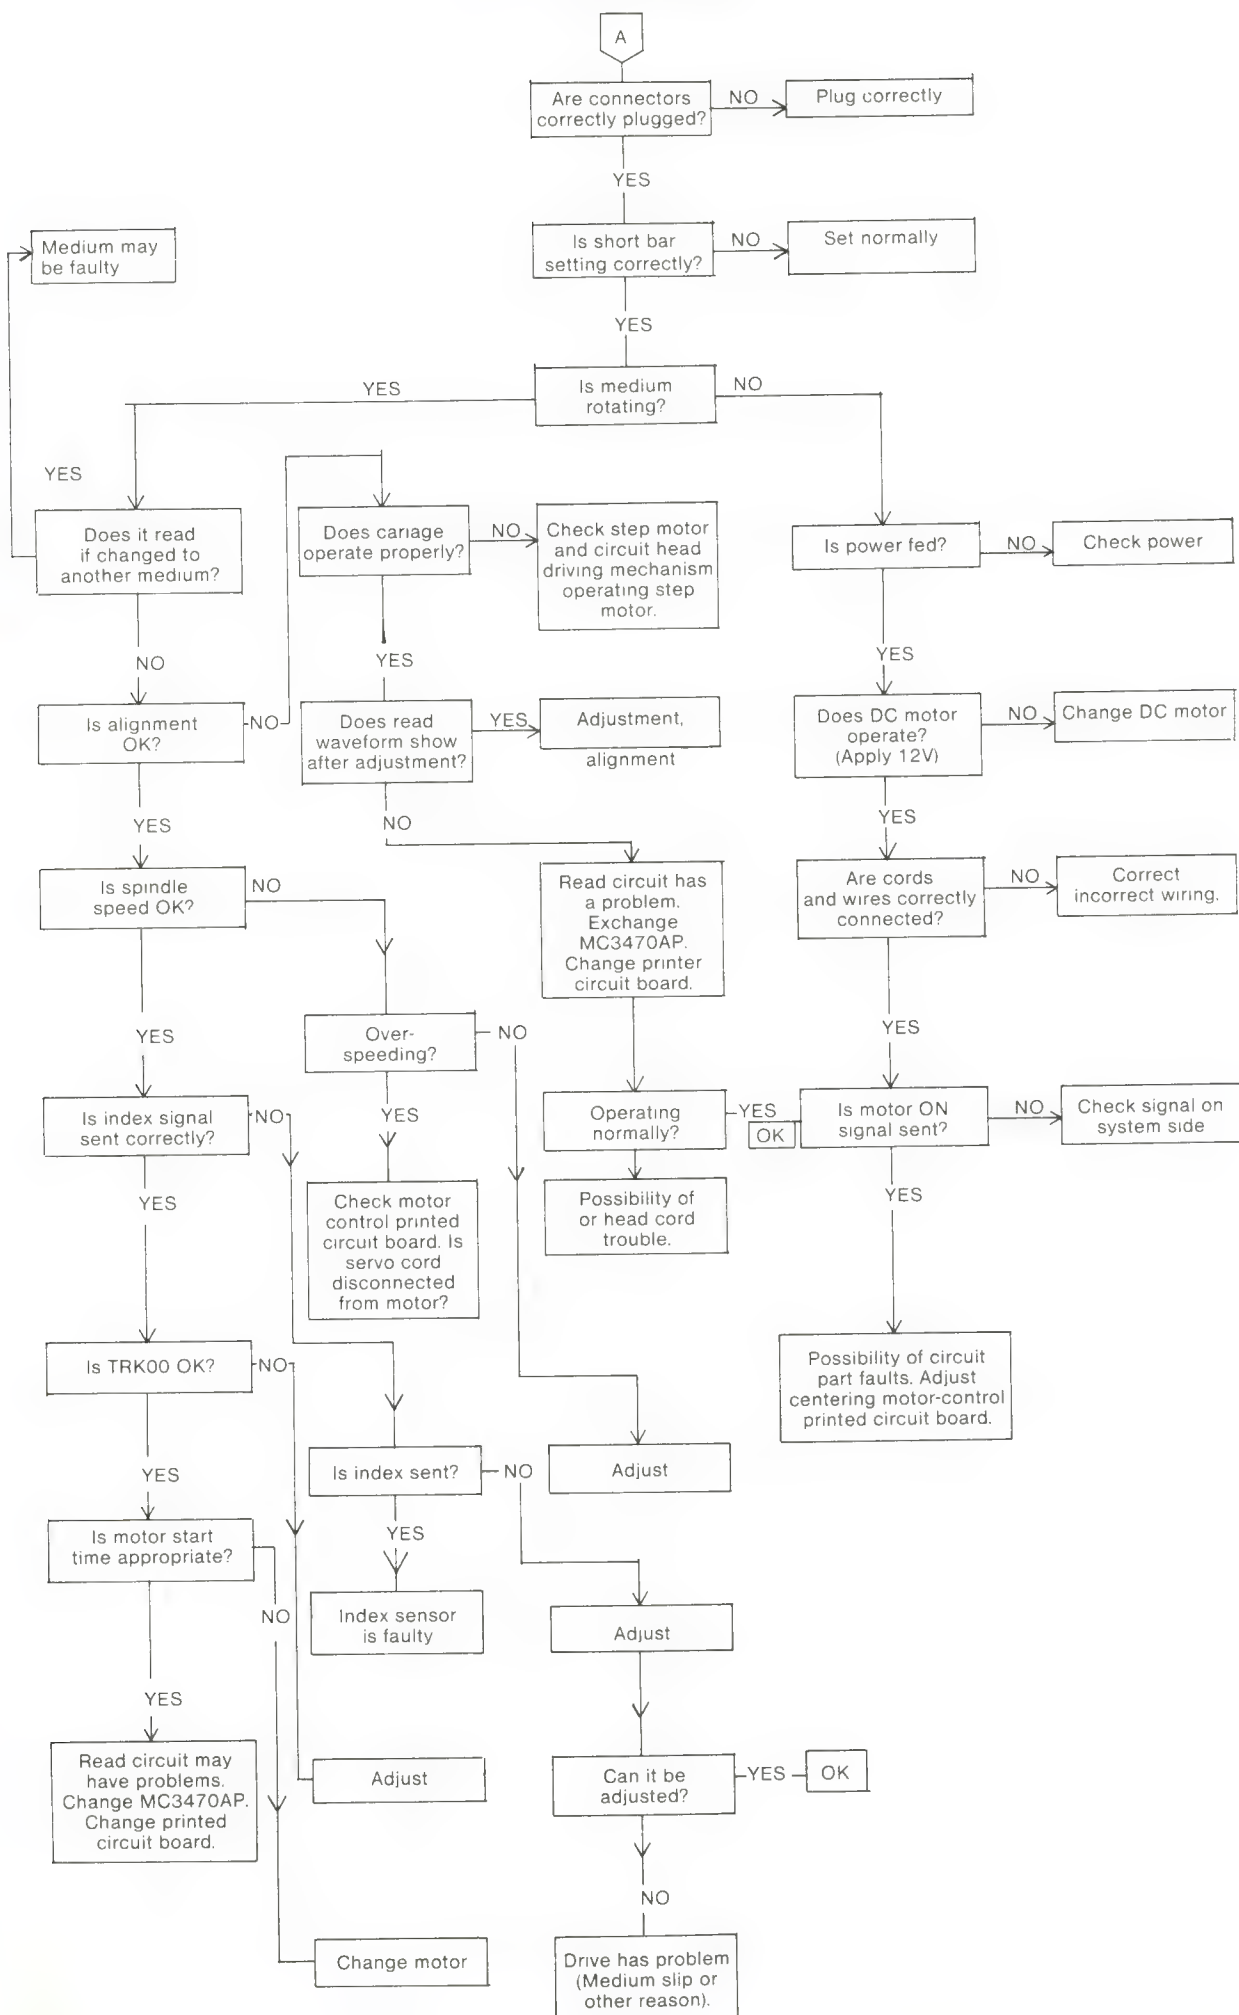 A
Are connectors
correctly plugged?
NO
Plug correctly
YES
Medium may
be faulty
Is short bar
setting correctly?
NO
Set normally
YES
YES
Is medium
rotating?
NO
YES
Does it read
if changed to
another medium?
Does carriage
operate properly?
NO
Check step motor
and circuit head
driving mechanism
operating step
motor.
Is power fed?
NO
Check power
NO
YES
YES
Is alignment
OK?
NO
Does read
waveform show
after adjustment?
YES
Adjustment,
alignment
Does DC motor
operate?
(Apply 12V)
NO
Change DC motor
YES
NO
YES
Is spindle
speed OK?
NO
Read circuit has
a problem.
Exchange
MC3470AP.
Change printer
circuit board.
Are cords
and wires correctly
connected?
NO
Correct
incorrect wiring.
YES
Over-
speeding?
NO
YES
Is index signal
sent correctly?
NO
YES
Operating
normally?
YES
OK
Is motor ON
signal sent?
NO
Check signal on
system side
YES
Check motor
control printed
circuit board. Is
servo cord
disconnected
from motor?
Possibility of
or head cord
trouble.
YES
Is TRK00 OK?
NO
Possibility of circuit
part faults. Adjust
centering motor-control
printed circuit board.
YES
Is index sent?
NO
Adjust
Is motor start
time appropriate?
YES
NO
Index sensor
is faulty
Adjust
YES
Read circuit may
have problems.
Change MC3470AP.
Change printed
circuit board.
Adjust
Can it be
adjusted?
YES
OK
NO
Change motor
Drive has problem
(Medium slip or
other reason).